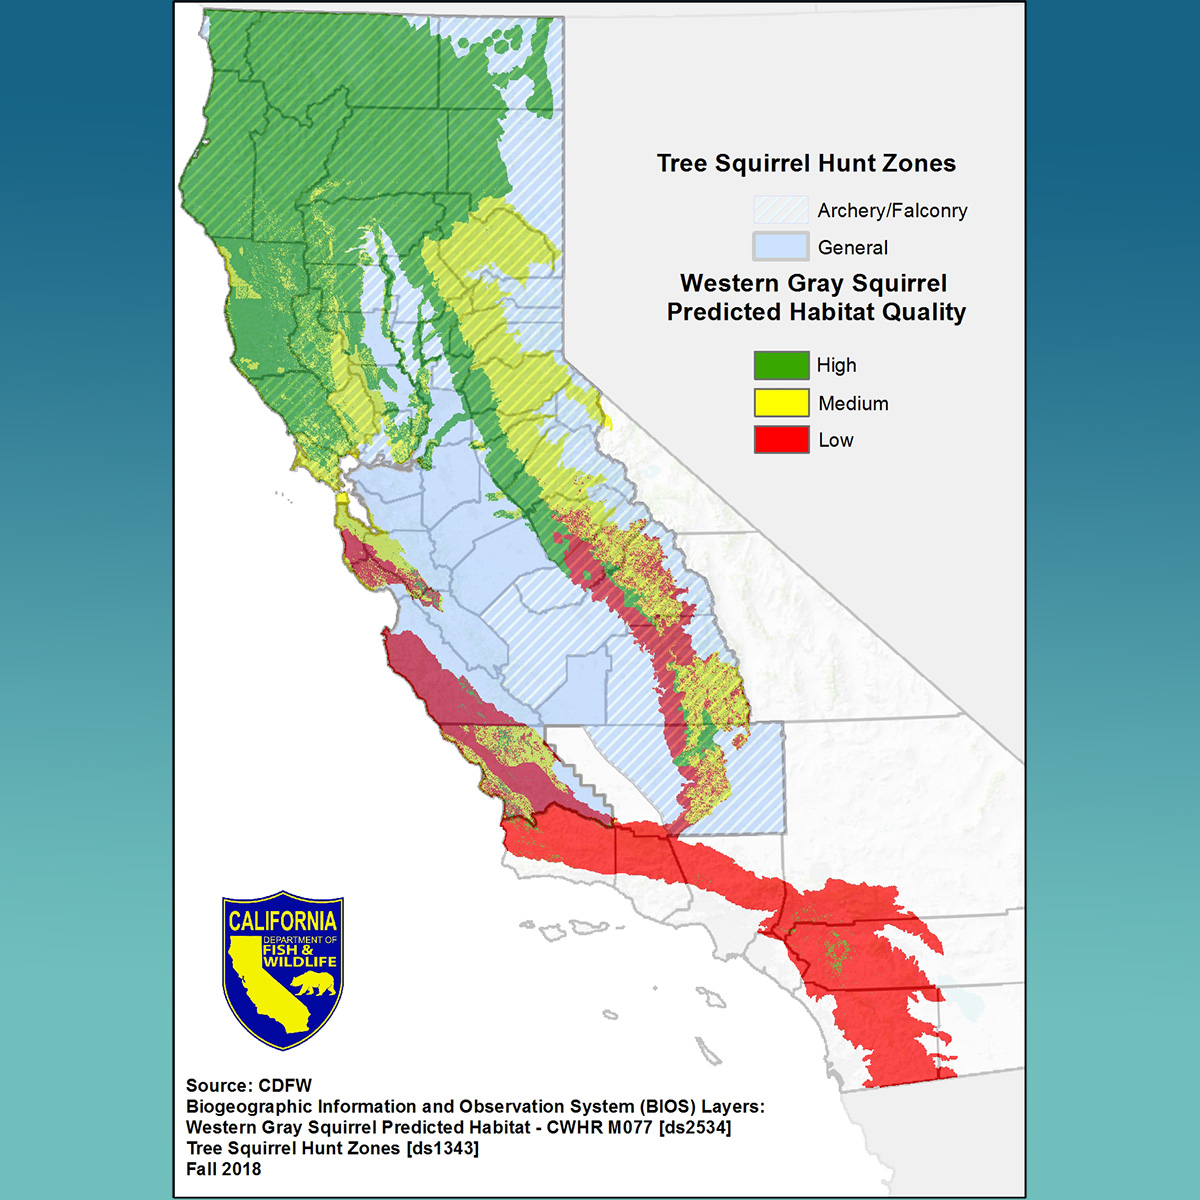 Tree Squirrel Hunt Zones
Archery/Falconry
General
Western Gray Squirrel
Predicted Habitat Quality
High
Medium
Low
CALIFORNIA
DEPARTMENT OF
FISH &
WILDLIFE
Source: CDFW
Biogeographic Information and Observation System (BIOS) Layers:
Western Gray Squirrel Predicted Habitat - CWHR M077 [ds2534]
Tree Squirrel Hunt Zones [ds1343]
Fall 2018